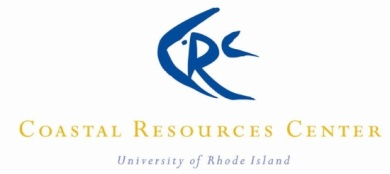 CRC
COASTAL RESOURCES CENTER
University of Rhode Island